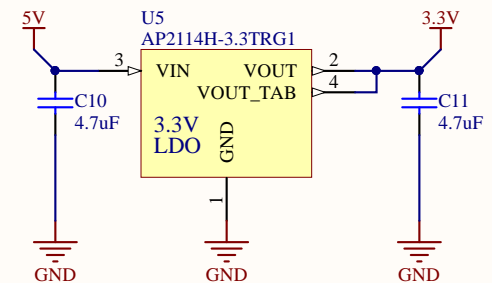 5V
U5
AP2114H-3.3TRG1
3.3V
3
VIN
VOUT
2
VOUT_TAB
4
C10
4.7uF
3.3V
LDO
GND
C11
4.7uF
1
GND
GND
GND